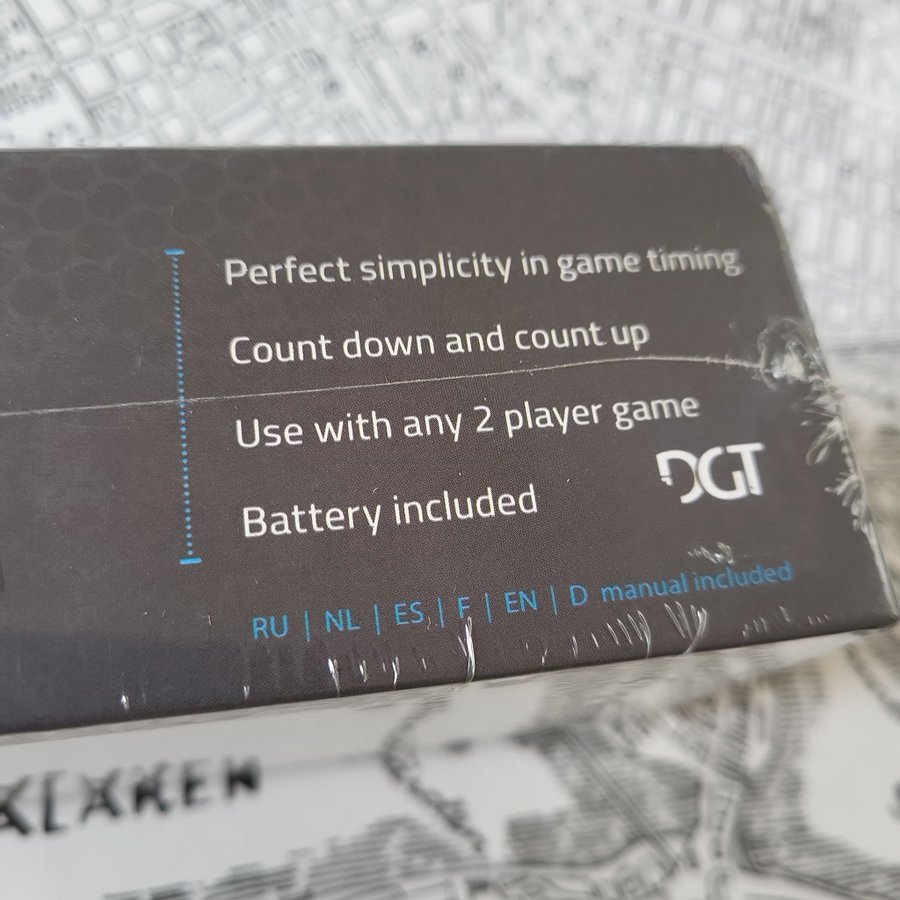 Perfect simplicity in game timing
Count down and count up
Use with any 2 player game
Battery included
DGT
RU | NL | ES | F | EN | D manual included